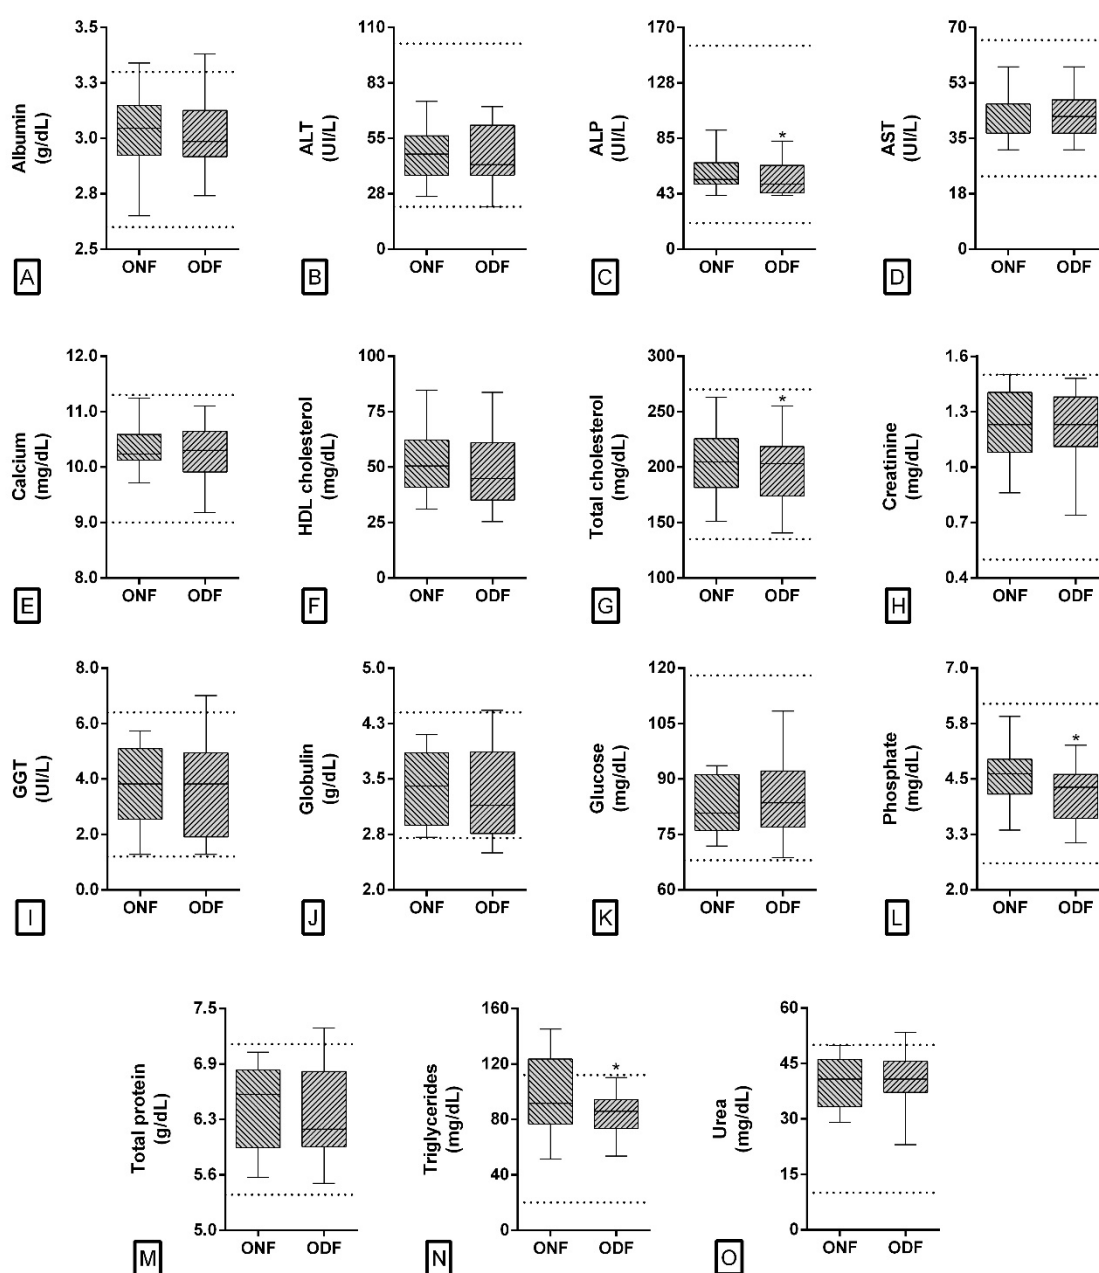 Albumin
(g/dL)
3.5
3.3
3.0
2.8
2.5
ONF ODF
A
ALT
(UI/L)
110
83
55
28
0
ONF ODF
B
ALP
(UI/L)
170
128
85
43
0
*
ONF ODF
C
AST
(UI/L)
70
53
35
18
0
ONF ODF
D
Calcium
(mg/dL)
12.0
11.0
10.0
9.0
8.0
ONF ODF
E
HDL cholesterol
(mg/dL)
100
75
50
25
0
ONF ODF
F
Total cholesterol
(mg/dL)
300
250
200
150
100
*
ONF ODF
G
Creatinine
(mg/dL)
1.6
1.3
1.0
0.7
0.4
ONF ODF
H
GGT
(UI/L)
8.0
6.0
4.0
2.0
0.0
ONF ODF
I
Globulin
(g/dL)
5.0
4.3
3.5
2.8
2.0
ONF ODF
J
Glucose
(mg/dL)
120
105
90
75
60
ONF ODF
K
Phosphate
(mg/dL)
7.0
5.8
4.5
3.3
2.0
*
ONF ODF
L
Total protein
(g/dL)
7.5
6.9
6.3
5.6
5.0
ONF ODF
M
Triglycerides
(mg/dL)
160
120
80
40
0
*
ONF ODF
N
Urea
(mg/dL)
60
45
30
15
0
ONF ODF
O